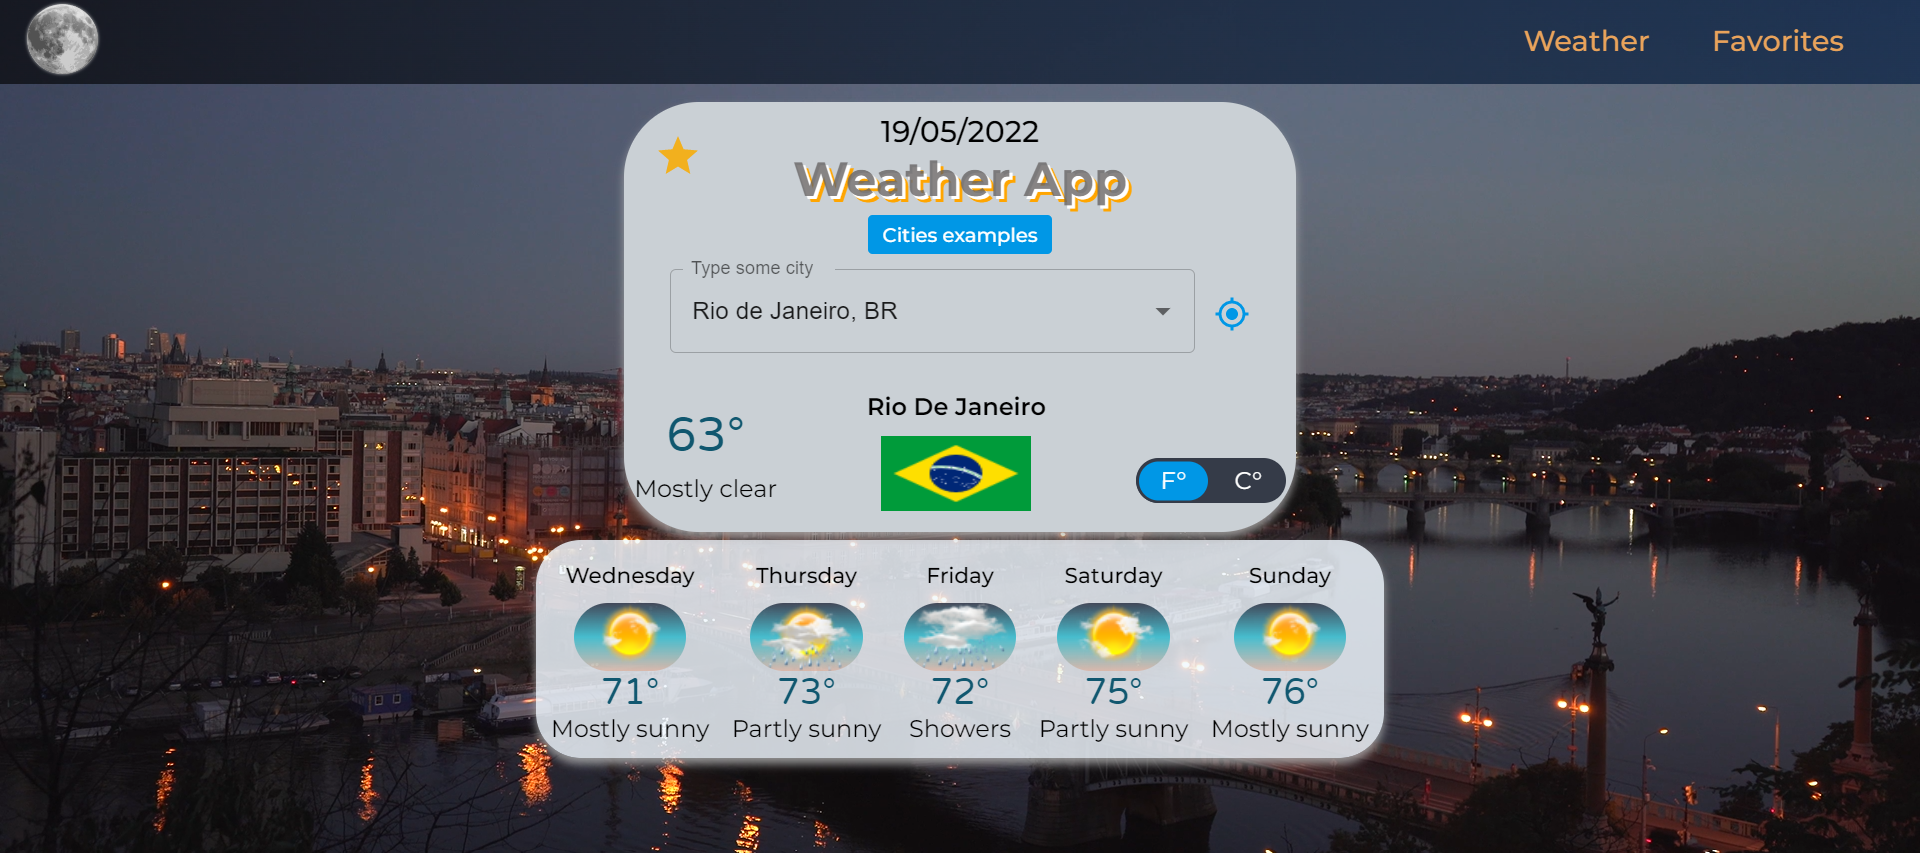 Weather Favorites
19/05/2022
Weather App
Cities examples
Type some city
Rio de Janeiro, BR
Rio De Janeiro
63°
Mostly clear
F° C°
Wednesday Thursday Friday Saturday Sunday
71° 73° 72° 75° 76°
Mostly sunny Partly sunny Showers Partly sunny Mostly sunny